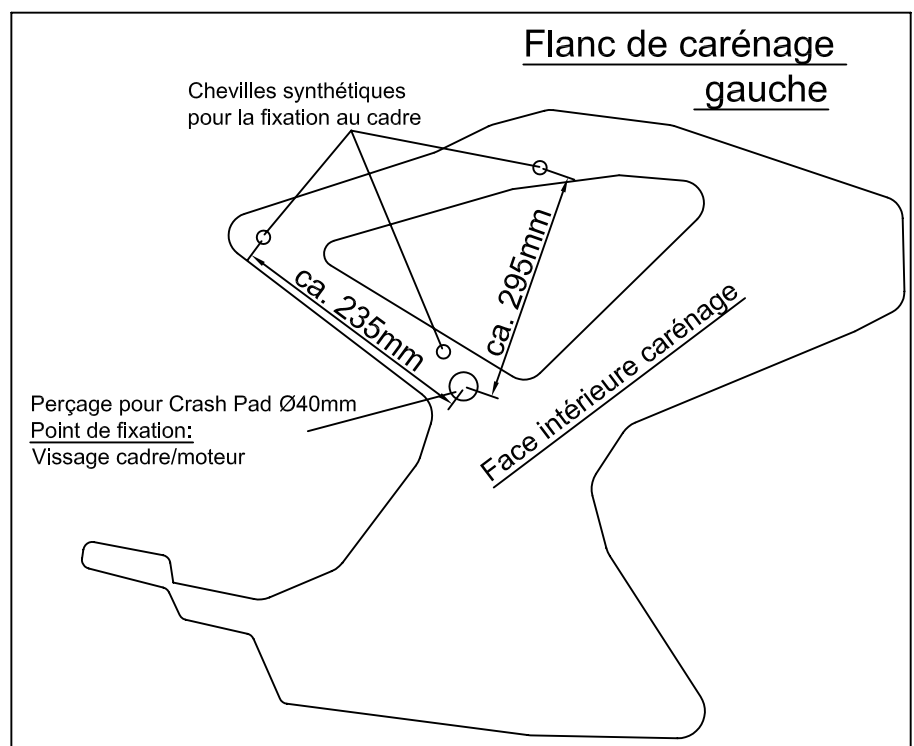 Flanc de carénage
gauche
Chevilles synthétiques
pour la fixation au cadre
ca. 235mm
ca. 295mm
Face intérieure carénage
Perçage pour Crash Pad Ø40mm
Point de fixation:
Vissage cadre/moteur